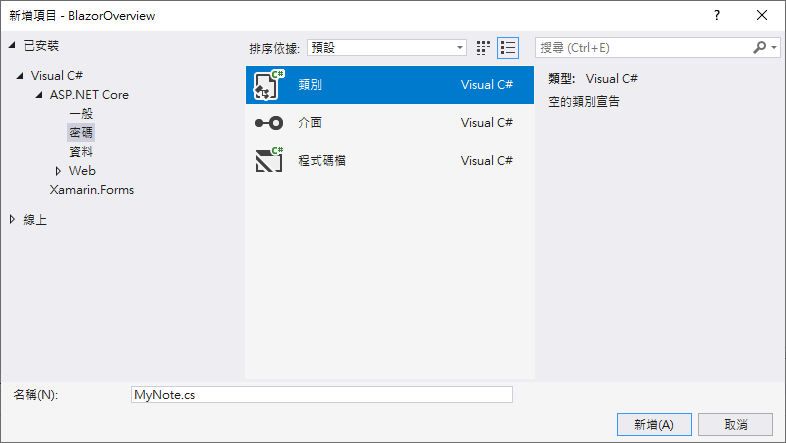 新增項目 - BlazorOverview
? ×
已安裝
排序依據: 預設
搜尋 (Ctrl+E)
Visual C#
ASP.NET Core
一般
密碼
資料
Web
Xamarin.Forms
線上
C# 類別 Visual C#
介面 Visual C#
C# 程式碼檔 Visual C#
類型: Visual C#
空的類別宣告
名稱(N): MyNote.cs
新增(A) 取消